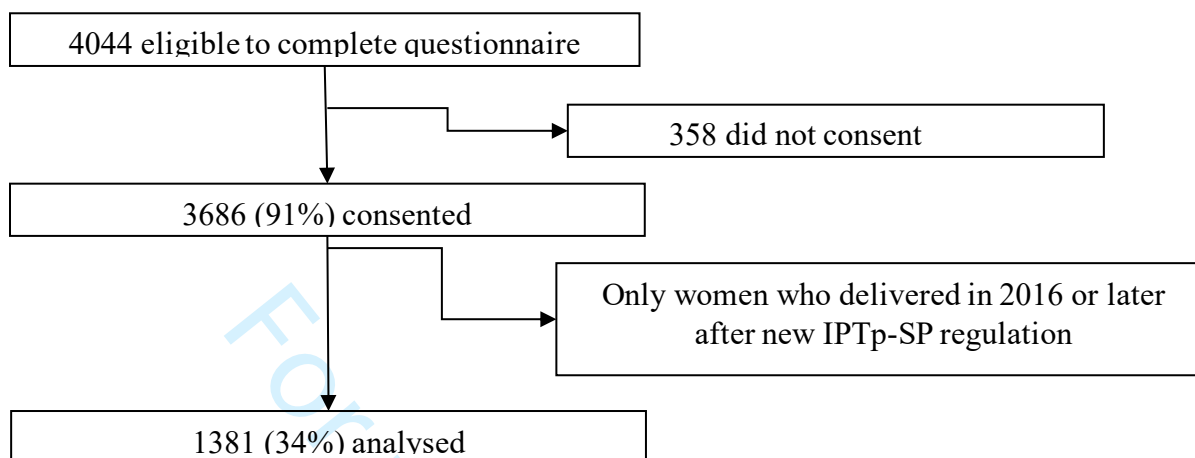 4044 eligible to complete questionnaire
358 did not consent
3686 (91%) consented
Only women who delivered in 2016 or later
after new IPTp-SP regulation
For
1381 (34%) analysed